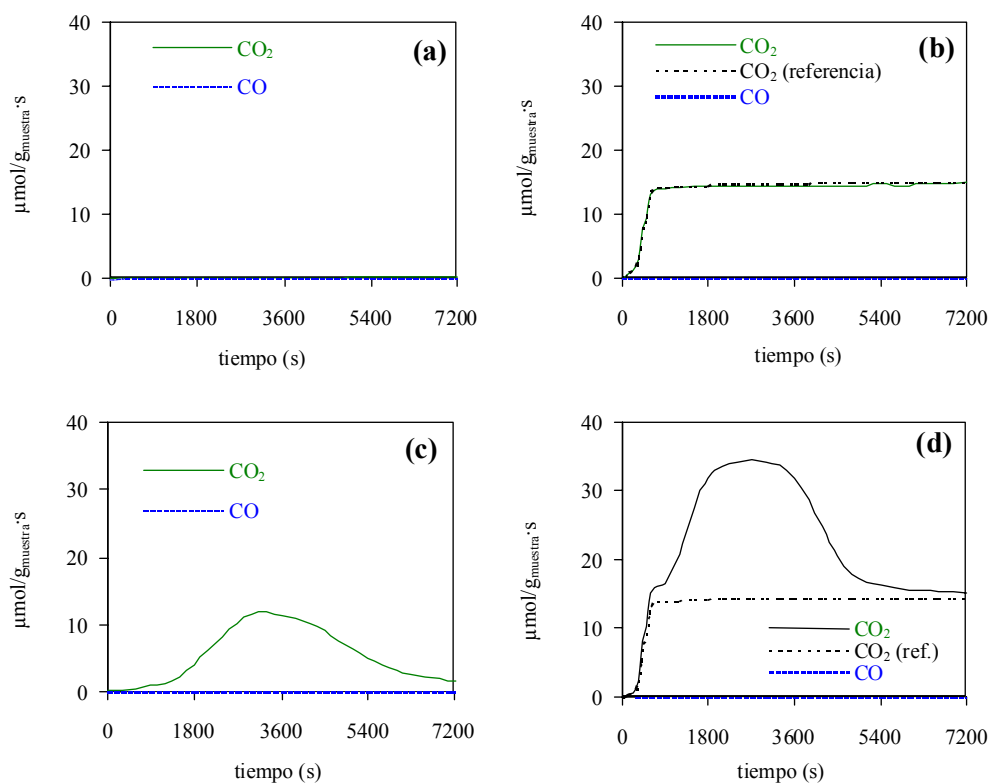 (a)
CO₂
CO
µmol/gmuestra·s
40
30
20
10
0
0 1800 3600 5400 7200
tiempo (s)
(b)
CO₂
CO₂ (referencia)
CO
µmol/gmuestra·s
40
30
20
10
0
0 1800 3600 5400 7200
tiempo (s)
(c)
CO₂
CO
µmol/gmuestra·s
40
30
20
10
0
0 1800 3600 5400 7200
tiempo (s)
(d)
µmol/gmuestra·s
40
30
20
10
0
CO₂
CO₂ (ref.)
CO
0 1800 3600 5400 7200
tiempo (s)